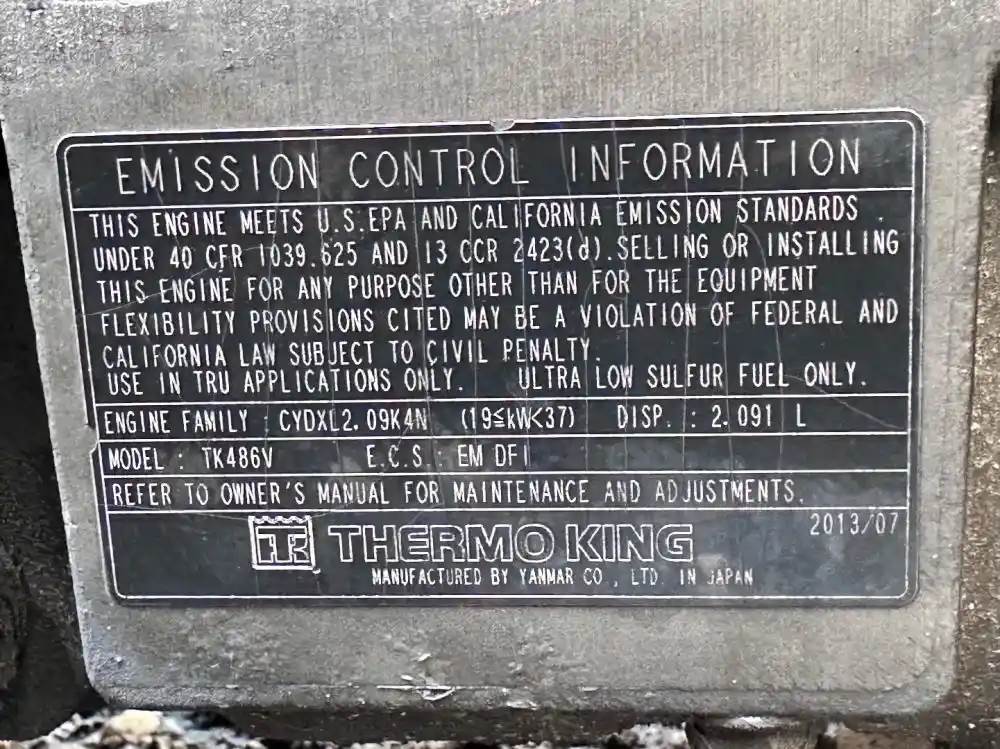 EMISSION CONTROL INFORMATION
THIS ENGINE MEETS U.S.EPA AND CALIFORNIA EMISSION STANDARDS
UNDER 40 CFR 1039.625 AND 13 CCR 2423(d).SELLING OR INSTALLING
THIS ENGINE FOR ANY PURPOSE OTHER THAN FOR THE EQUIPMENT
FLEXIBILITY PROVISIONS CITED MAY BE A VIOLATION OF FEDERAL AND
CALIFORNIA LAW SUBJECT TO CIVIL PENALTY.
USE IN TRU APPLICATIONS ONLY. ULTRA LOW SULFUR FUEL ONLY.
ENGINE FAMILY : CYDXL2.09K4N (19≦kW<37) DISP. : 2.091 L
MODEL : TK486V E.C.S. : EM DFI
REFER TO OWNER'S MANUAL FOR MAINTENANCE AND ADJUSTMENTS.
TK THERMO KING 2013/07
MANUFACTURED BY YANMAR CO., LTD. IN JAPAN